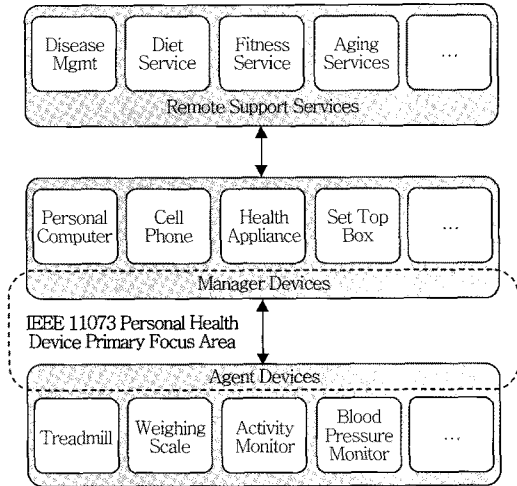 Disease
Mgmt
Diet
Service
Fitness
Service
Aging
Services
...
Remote Support Services
Personal
Computer
Cell
Phone
Health
Appliance
Set Top
Box
...
Manager Devices
IEEE 11073 Personal Health
Device Primary Focus Area
Agent Devices
Treadmill
Weighing
Scale
Activity
Monitor
Blood
Pressure
Monitor
...